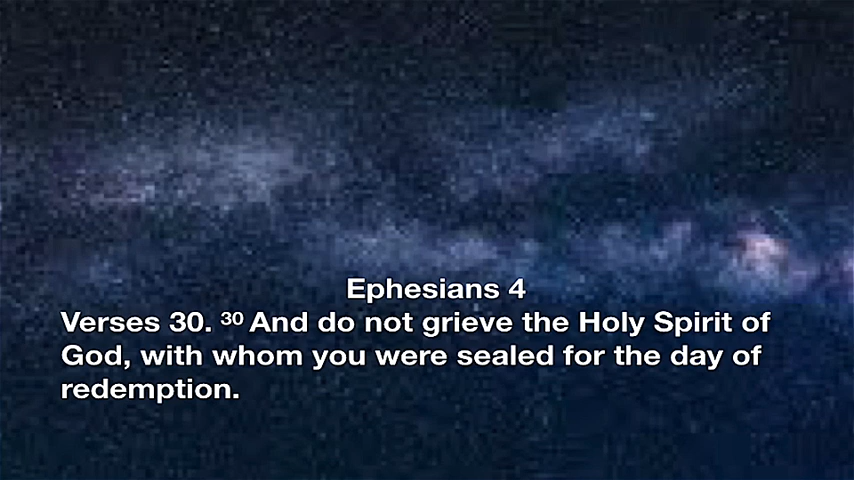 Ephesians 4
Verses 30. ³⁰ And do not grieve the Holy Spirit of
God, with whom you were sealed for the day of
redemption.